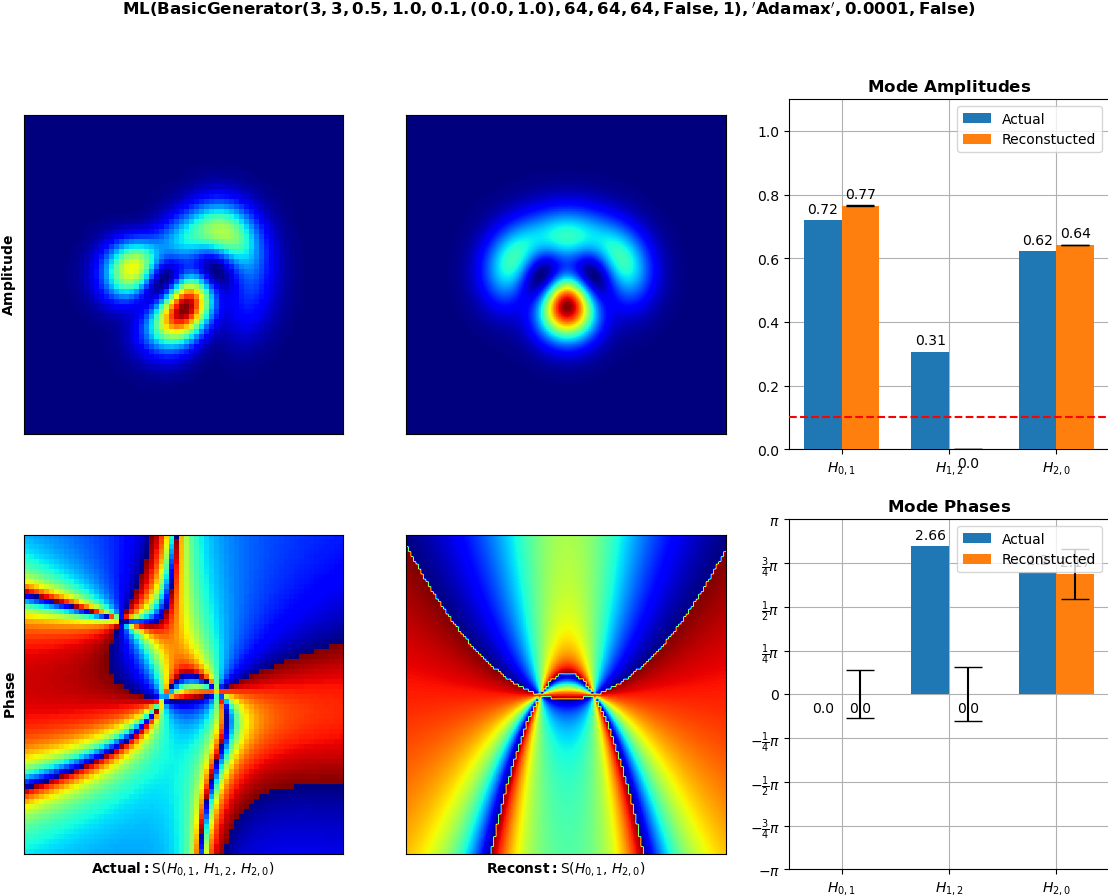 ML(BasicGenerator(3, 3, 0.5, 1.0, 0.1, (0.0, 1.0), 64, 64, 64, False, 1), ′Adamax′, 0.0001, False)
Mode Amplitudes
Amplitude
Actual
Reconstucted
1.0
0.8
0.6
0.4
0.2
0.0
0.72
0.77
0.31
0.0
0.62
0.64
H₀,₁
H₁,₂
H₂,₀
Mode Phases
Phase
Actual
Reconstucted
π
¾π
½π
¼π
0
−¼π
−½π
−¾π
−π
0.0
0.0
2.66
0.0
H₀,₁
H₁,₂
H₂,₀
Actual: S(H₀,₁, H₁,₂, H₂,₀)
Reconst: S(H₀,₁, H₂,₀)